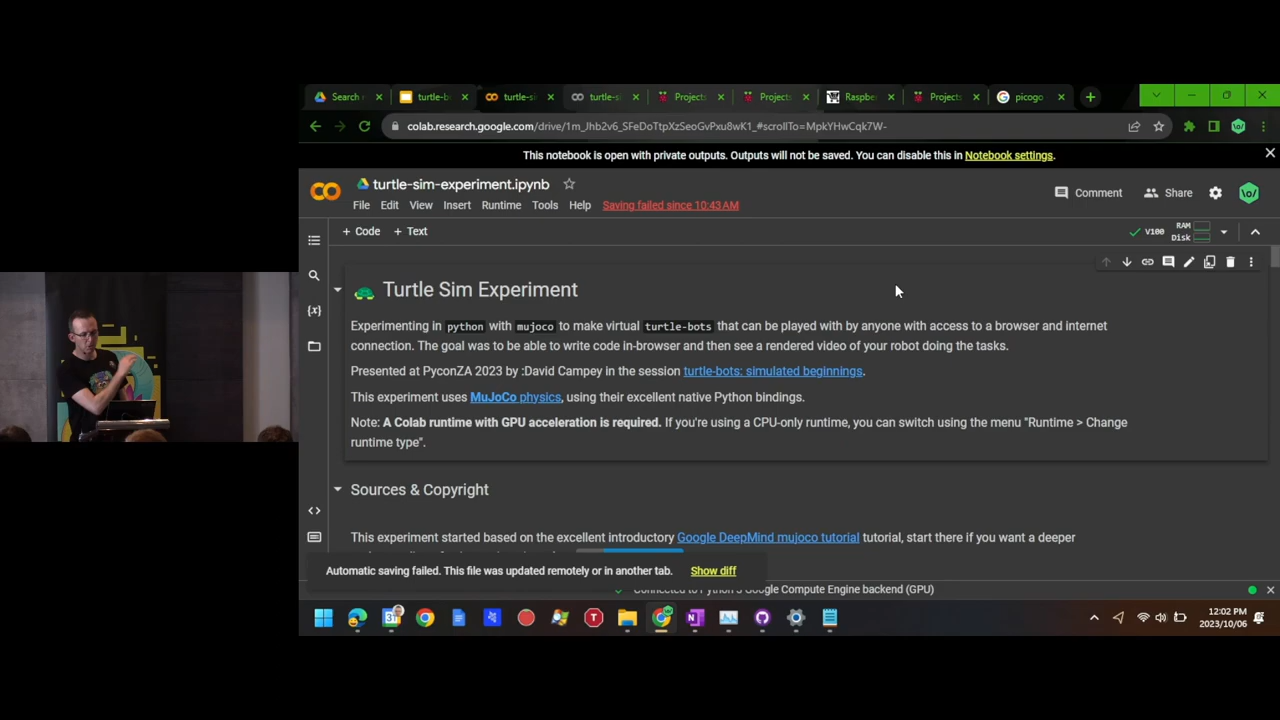 Search
turtle-b
turtle-si
turtle-si
Projects
Projects
Raspbe
Projects
picogo
colab.research.google.com/drive/1m_Jhb2v6_SFeDoTtpXzSeoGvPxu8wK1_#scrollTo=MpkYHwCqk7W-
This notebook is open with private outputs. Outputs will not be saved. You can disable this in Notebook settings.
turtle-sim-experiment.ipynb
Comment
Share
\o/
File Edit View Insert Runtime Tools Help Saving failed since 10:43 AM
+ Code + Text
V100
RAM
Disk
Turtle Sim Experiment
Experimenting in python with mujoco to make virtual turtle-bots that can be played with by anyone with access to a browser and internet
connection. The goal was to be able to write code in-browser and then see a rendered video of your robot doing the tasks.
Presented at PyconZA 2023 by :David Campey in the session turtle-bots: simulated beginnings.
This experiment uses MuJoCo physics, using their excellent native Python bindings.
Note: A Colab runtime with GPU acceleration is required. If you're using a CPU-only runtime, you can switch using the menu "Runtime > Change
runtime type".
Sources & Copyright
This experiment started based on the excellent introductory Google DeepMind mujoco tutorial tutorial, start there if you want a deeper
Automatic saving failed. This file was updated remotely or in another tab. Show diff
Connected to Python 3 Google Compute Engine backend (GPU)
12:02 PM
2023/10/06